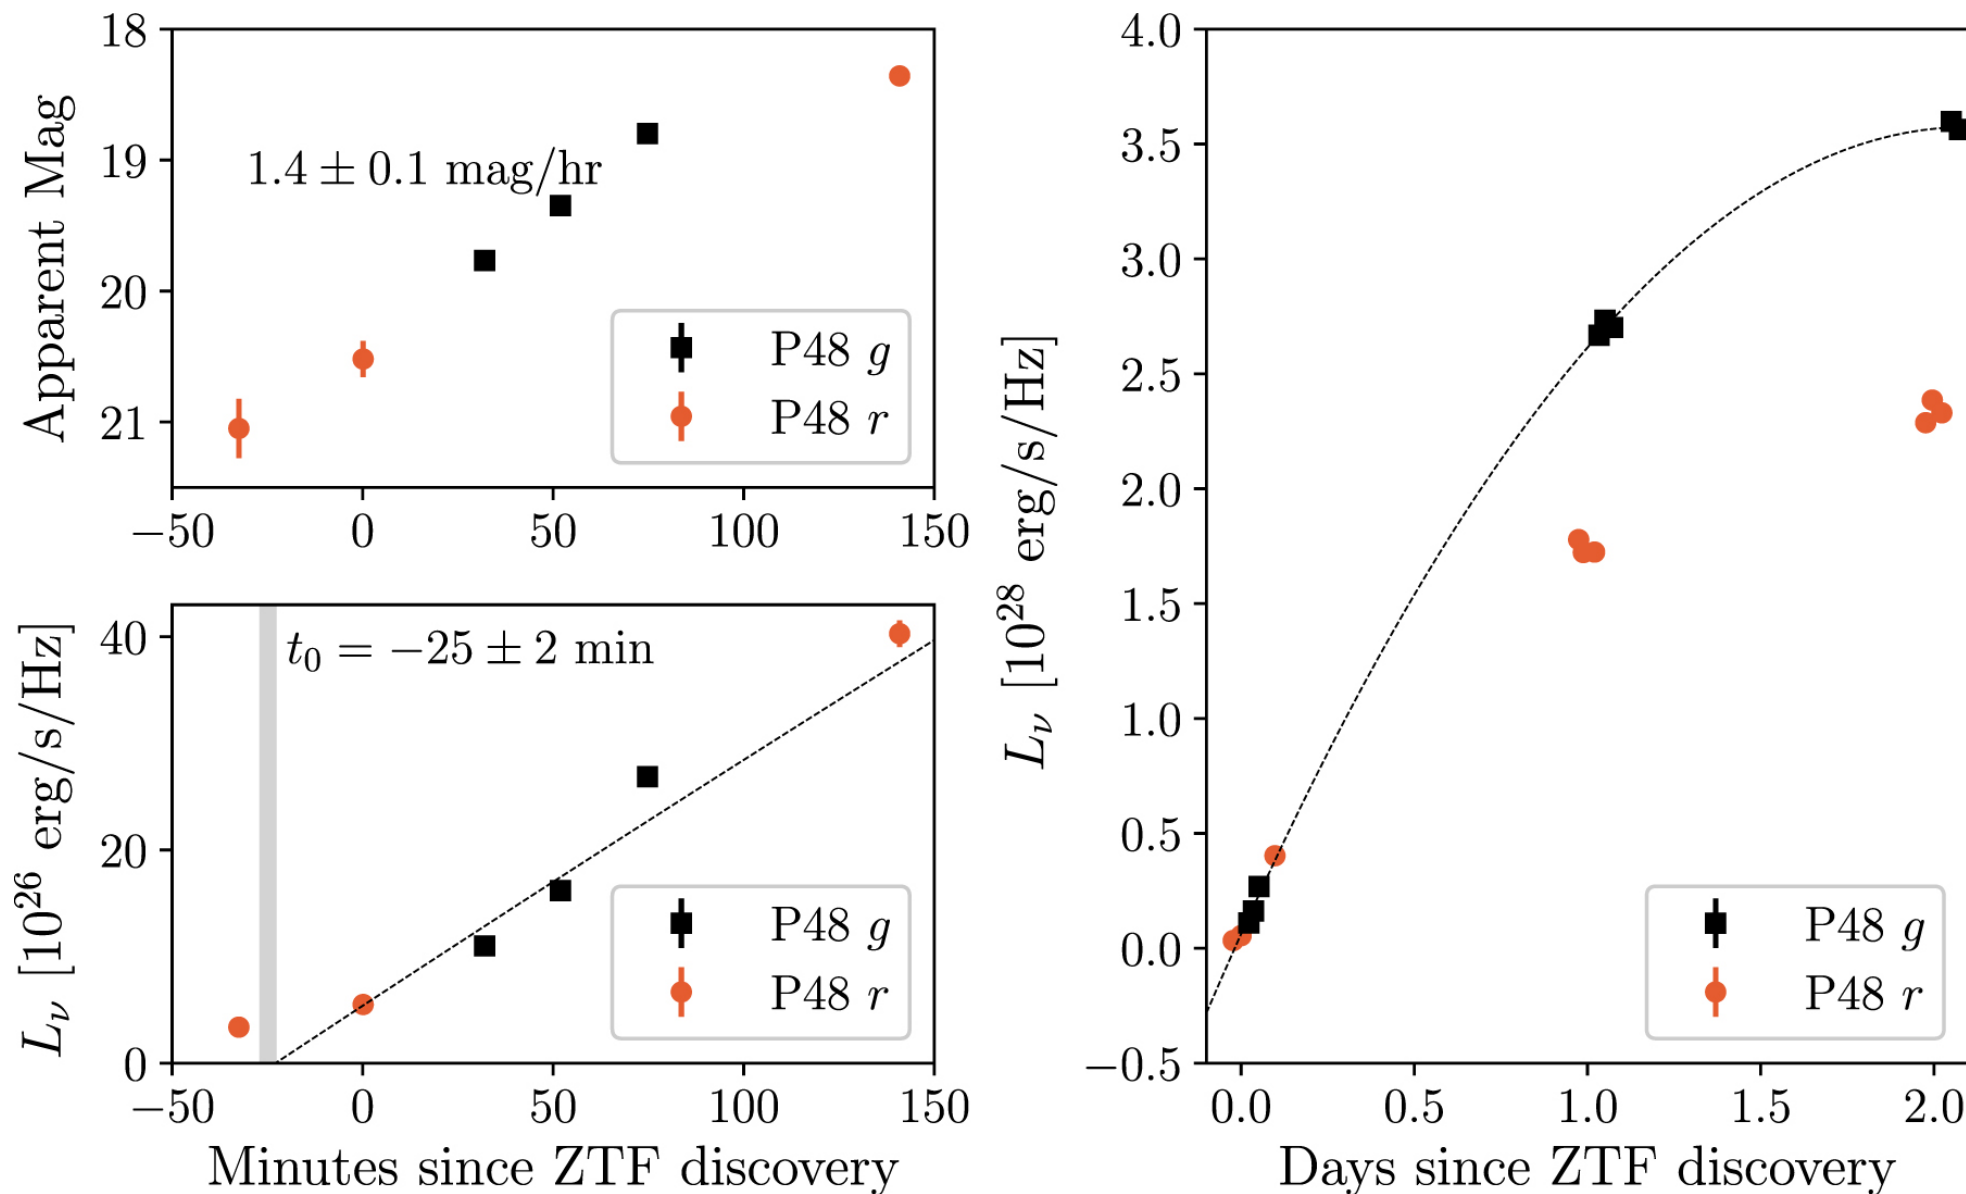 18
19
20
21
Apparent Mag
1.4 ± 0.1 mag/hr
P48 g
P48 r
−50 0 50 100 150
40
20
0
Lν [10^26 erg/s/Hz]
t0 = −25 ± 2 min
P48 g
P48 r
−50 0 50 100 150
Minutes since ZTF discovery
4.0
3.5
3.0
2.5
2.0
1.5
1.0
0.5
0.0
−0.5
Lν [10^28 erg/s/Hz]
P48 g
P48 r
0.0 0.5 1.0 1.5 2.0
Days since ZTF discovery